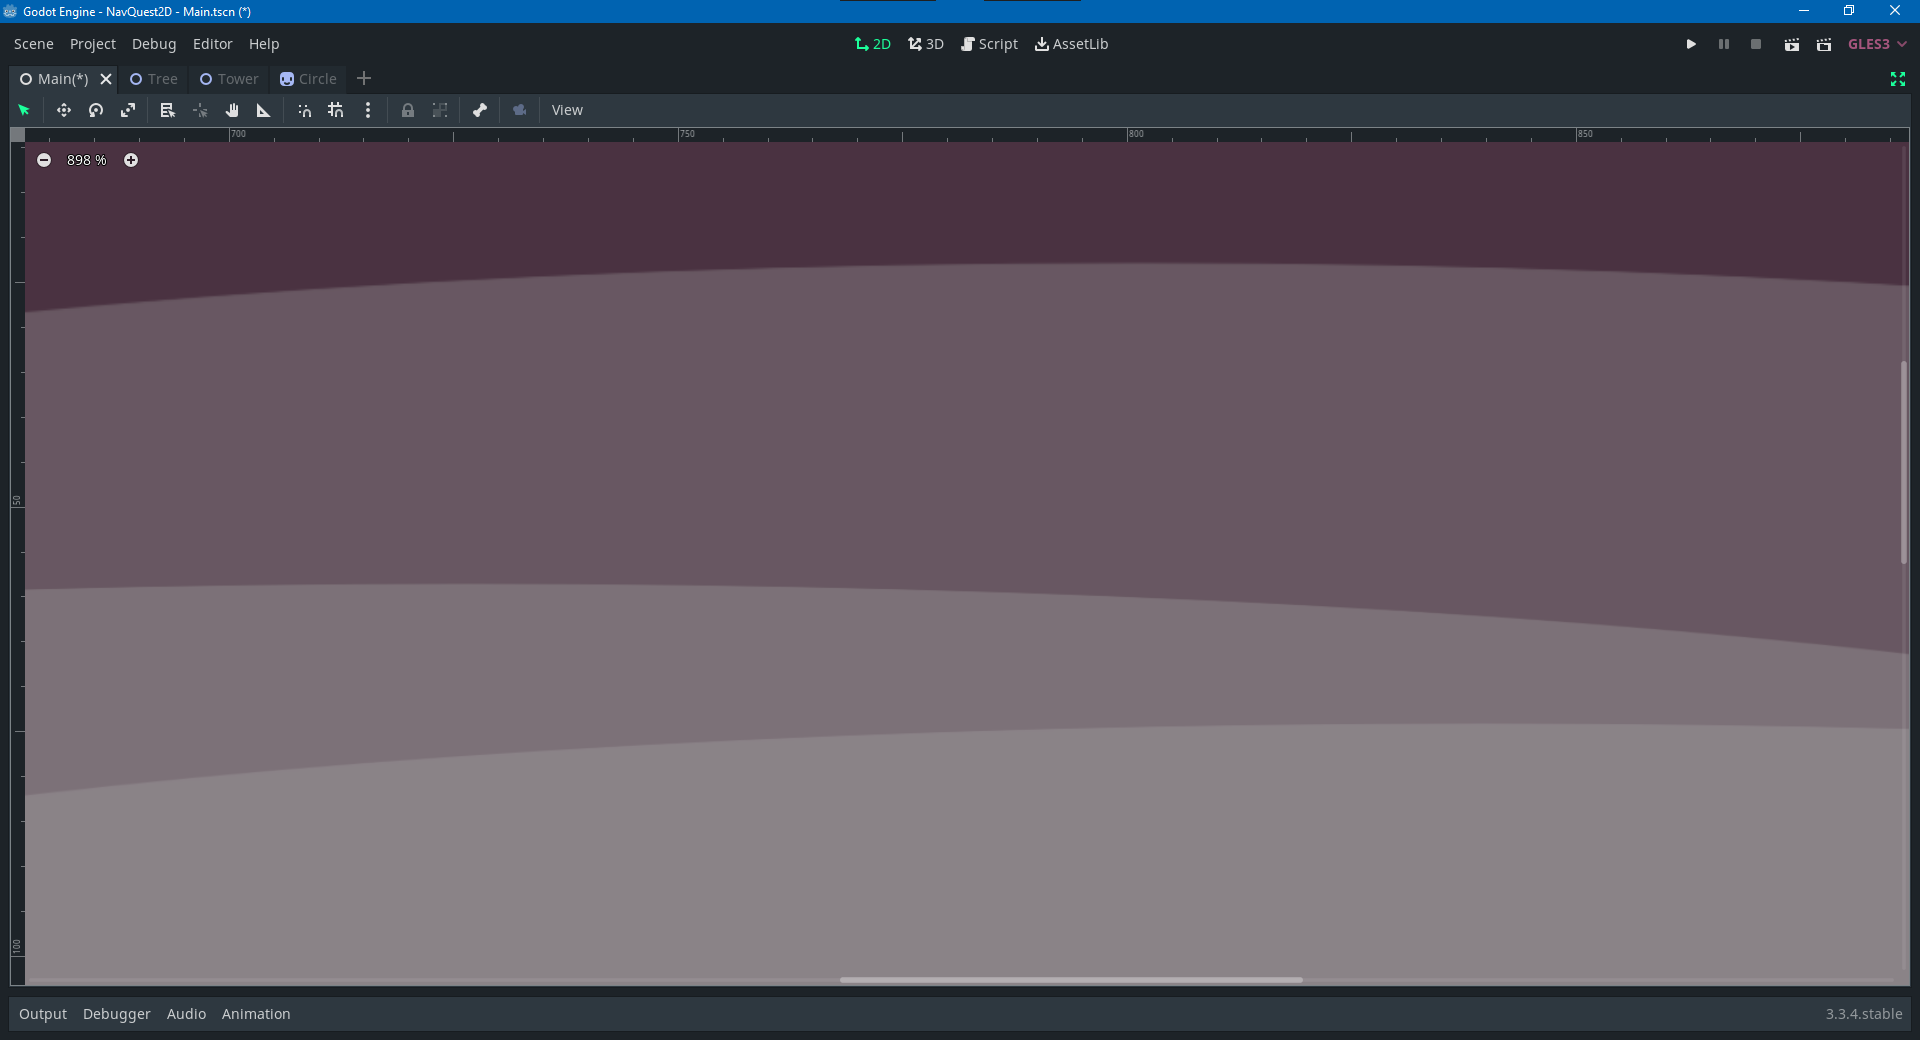 Godot Engine - NavQuest2D - Main.tscn (*)
Scene Project Debug Editor Help 2D 3D Script AssetLib GLES3
Main(*) Tree Tower Circle
View
700 750 800 850
898 %
50
100
Output Debugger Audio Animation 3.3.4.stable